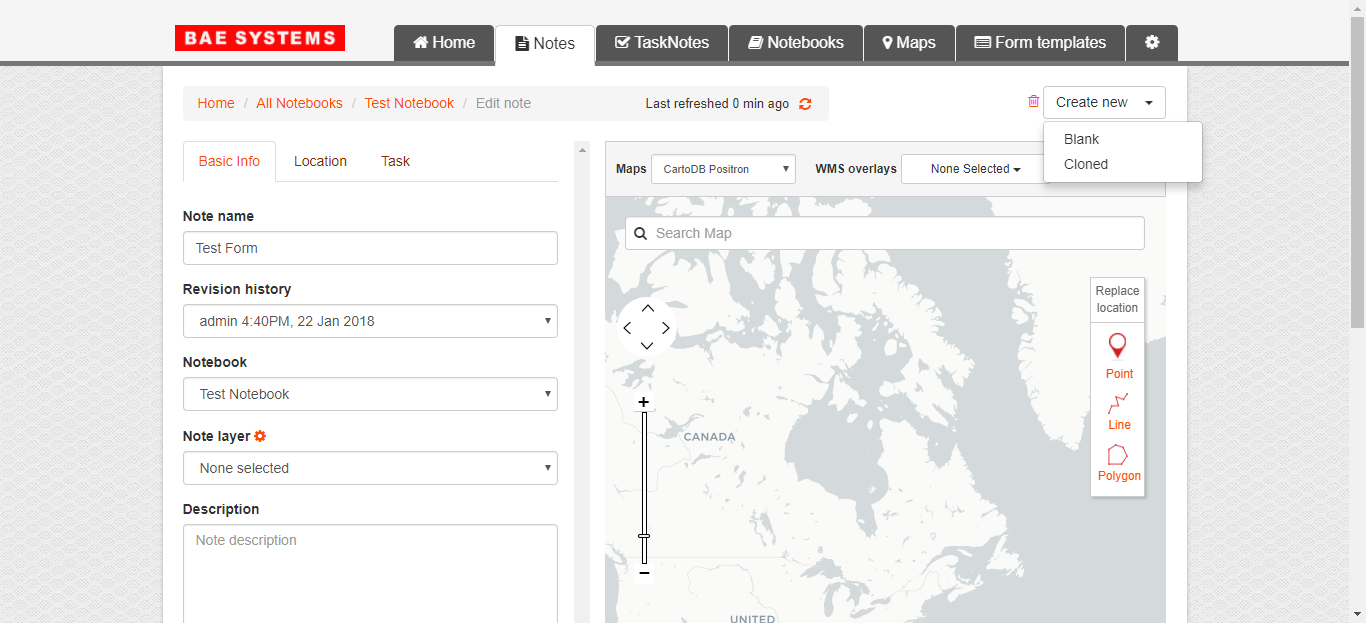 BAE SYSTEMS
Home
Notes
TaskNotes
Notebooks
Maps
Form templates
Home / All Notebooks / Test Notebook / Edit note
Last refreshed 0 min ago
Create new
Blank
Cloned
Basic Info
Location
Task
Note name
Test Form
Revision history
admin 4:40PM, 22 Jan 2018
Notebook
Test Notebook
Note layer
None selected
Description
Note description
Maps
CartoDB Positron
WMS overlays
None Selected
Search Map
Replace
location
Point
Line
Polygon
+
CANADA
−
UNITED